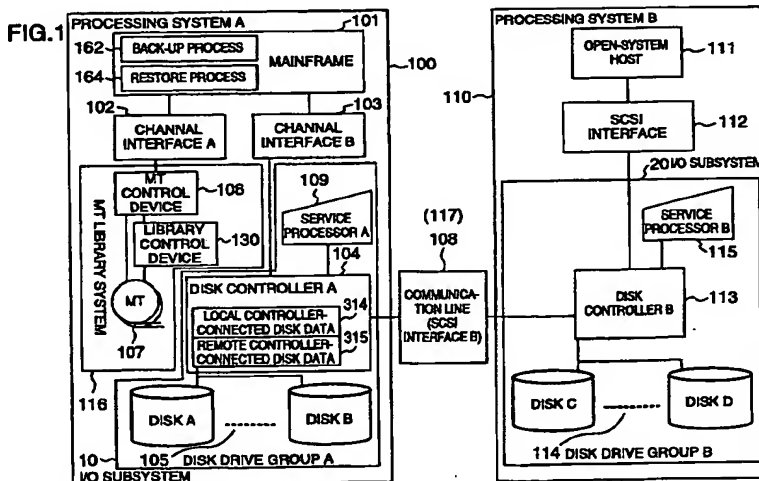 FIG.1
PROCESSING SYSTEM A
101
162
BACK-UP PROCESS
164
RESTORE PROCESS
MAINFRAME
100
102
103
CHANNEL INTERFACE A
CHANNEL INTERFACE B
MT LIBRARY SYSTEM
MT CONTROL DEVICE
106
LIBRARY CONTROL DEVICE
130
MT
107
116
109
SERVICE PROCESSOR A
104
DISK CONTROLLER A
LOCAL CONTROLLER-CONNECTED DISK DATA
314
REMOTE CONTROLLER-CONNECTED DISK DATA
315
DISK A
DISK B
10
105
DISK DRIVE GROUP A
I/O SUBSYSTEM
(117)
108
COMMUNICA-
TION LINE
(SCSI
INTERFACE B)
PROCESSING SYSTEM B
OPEN-SYSTEM HOST
111
110
SCSI INTERFACE
112
20 I/O SUBSYSTEM
SERVICE PROCESSOR B
115
DISK CONTROLLER B
113
DISK C
DISK D
114 DISK DRIVE GROUP B